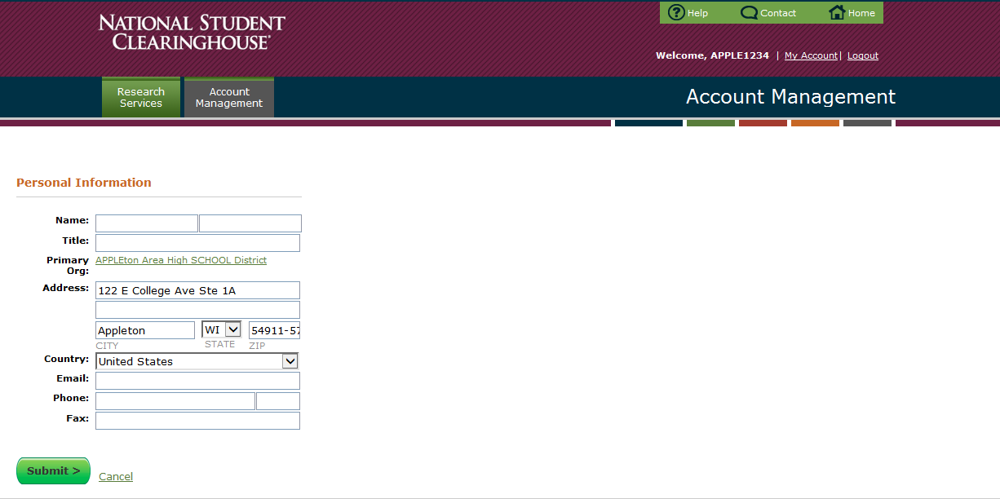 NATIONAL STUDENT
CLEARINGHOUSE®
Help Contact Home
Welcome, APPLE1234 | My Account | Logout
Research
Services
Account
Management
Account Management
Personal Information
Name:
Title:
Primary
Org:
APPLEton Area High SCHOOL District
Address:
122 E College Ave Ste 1A
Appleton WI 54911-57
CITY STATE ZIP
Country: United States
Email:
Phone:
Fax:
Submit > Cancel